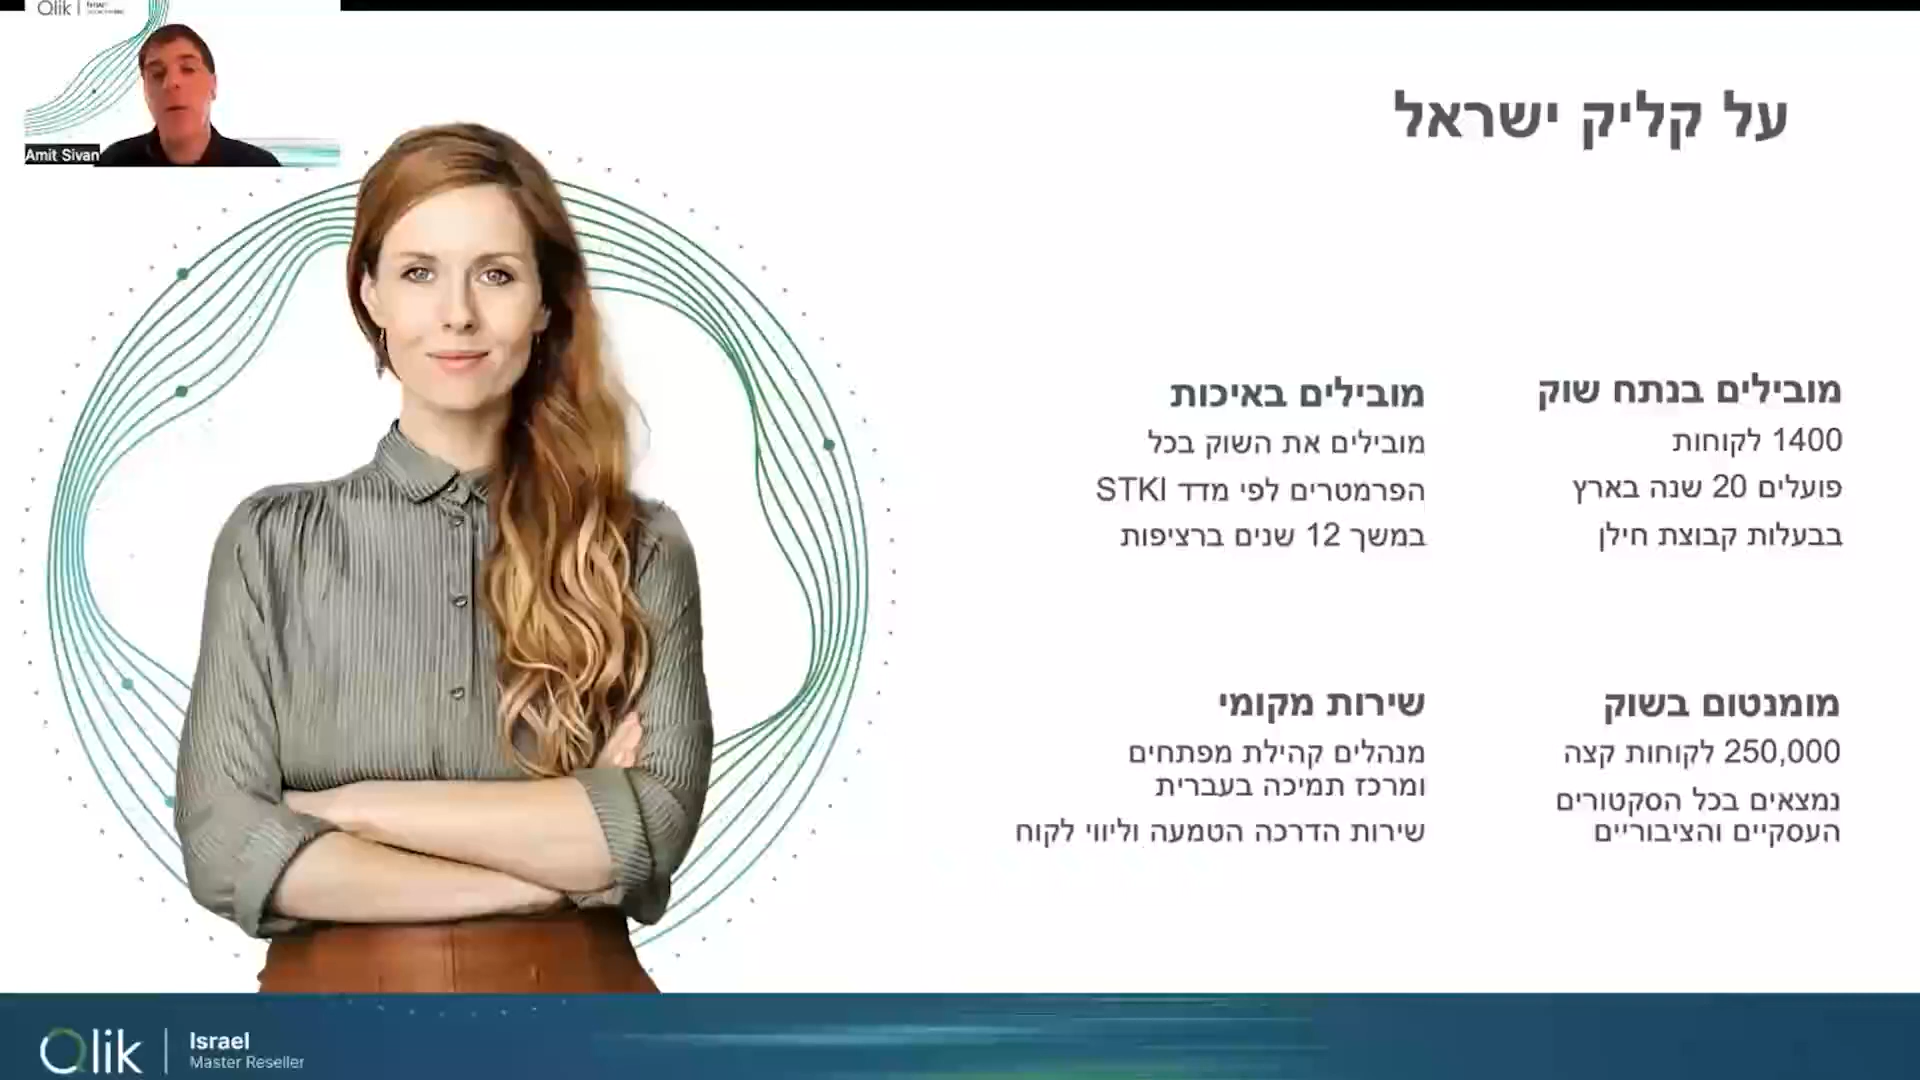 Qlik
Amit Sivan
על קליק ישראל
מובילים בנתח שוק
1400 לקוחות
פועלים 20 שנה בארץ
בבעלות קבוצת חילן
מובילים באיכות
מובילים את השוק בכל
הפרמטרים לפי מדד STKI
במשך 12 שנים ברציפות
מומנטום בשוק
250,000 לקוחות קצה
נמצאים בכל הסקטורים
העסקיים והציבוריים
שירות מקומי
מנהלים קהילת מפתחים
ומרכז תמיכה בעברית
שירות הדרכה הטמעה וליווי לקוח
Qlik
Israel
Master Reseller